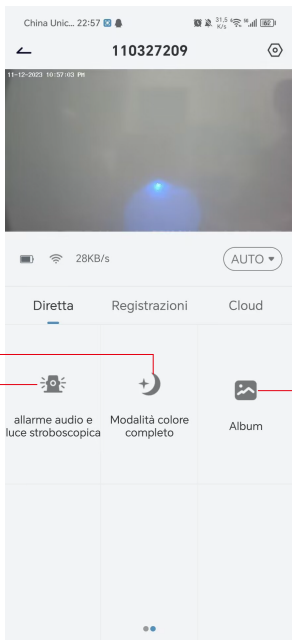 China Unic... 22:57
31,5 K/s
110327209
11-12-2023 10:57:03 PM
28KB/s
AUTO
Diretta Registrazioni Cloud
allarme audio e luce stroboscopica
Modalità colore completo
Album